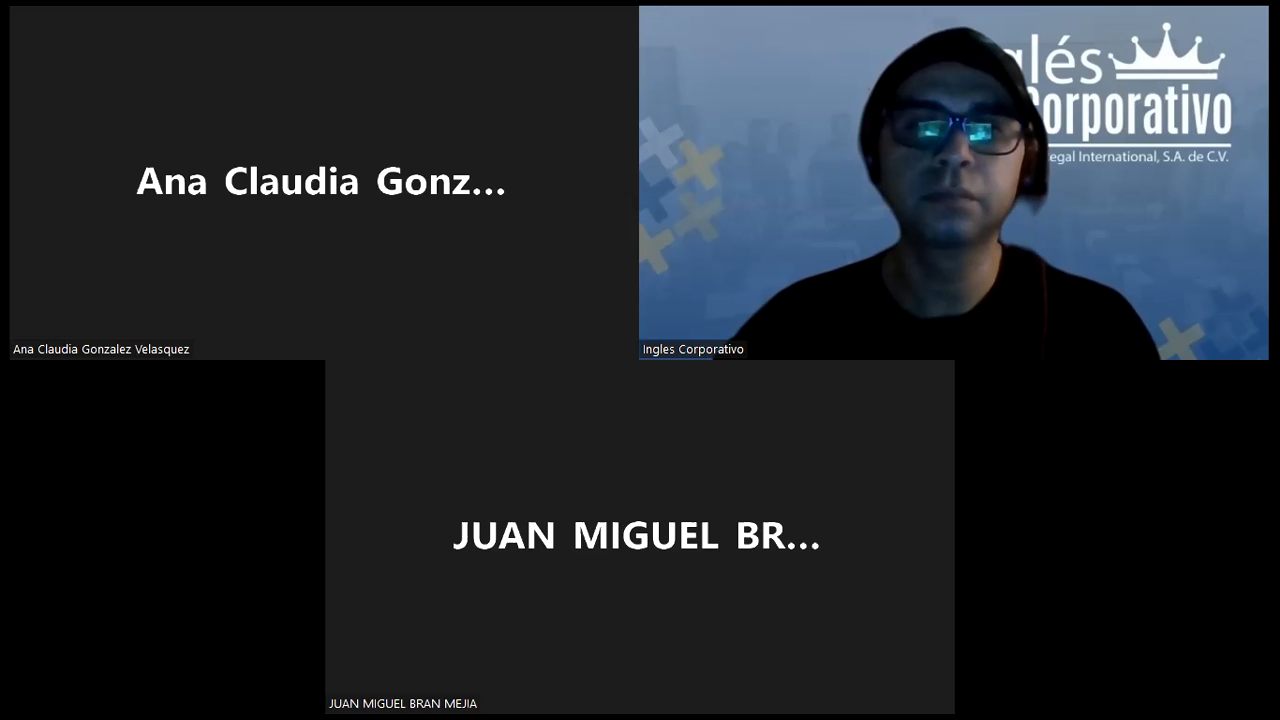 Ana Claudia Gonz...
Ana Claudia Gonzalez Velasquez
glés
Corporativo
egal International, S.A. de C.V.
Ingles Corporativo
JUAN MIGUEL BR...
JUAN MIGUEL BRAN MEJIA